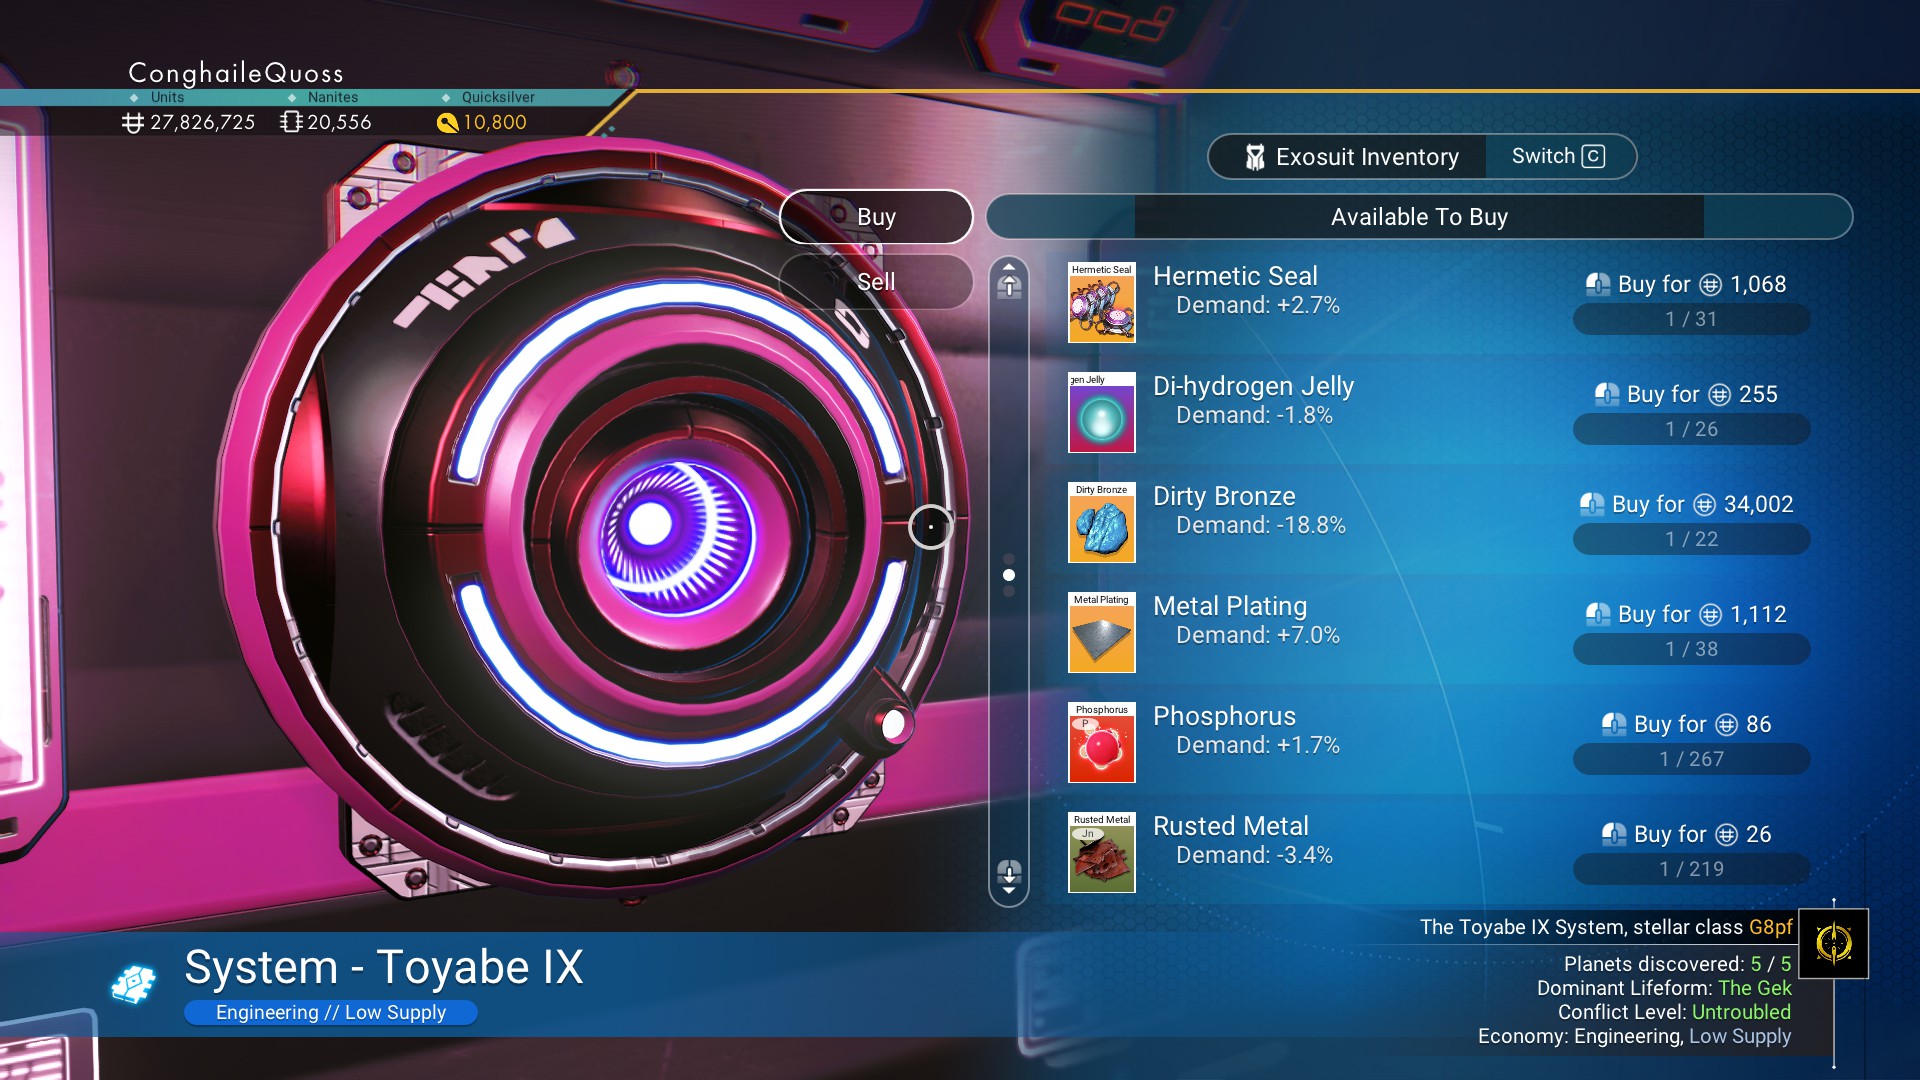 ConghaileQuoss
Units
Nanites
Quicksilver
27,826,725
20,556
10,800
Exosuit Inventory
Switch C
Buy
Sell
Available To Buy
Hermetic Seal
Hermetic Seal
Demand: +2.7%
Buy for 1,068
1 / 31
gen Jelly
Di-hydrogen Jelly
Demand: -1.8%
Buy for 255
1 / 26
Dirty Bronze
Dirty Bronze
Demand: -18.8%
Buy for 34,002
1 / 22
Metal Plating
Metal Plating
Demand: +7.0%
Buy for 1,112
1 / 38
Phosphorus
P
Phosphorus
Demand: +1.7%
Buy for 86
1 / 267
Rusted Metal
Jn
Rusted Metal
Demand: -3.4%
Buy for 26
1 / 219
System - Toyabe IX
Engineering // Low Supply
The Toyabe IX System, stellar class G8pf
Planets discovered: 5 / 5
Dominant Lifeform: The Gek
Conflict Level: Untroubled
Economy: Engineering, Low Supply